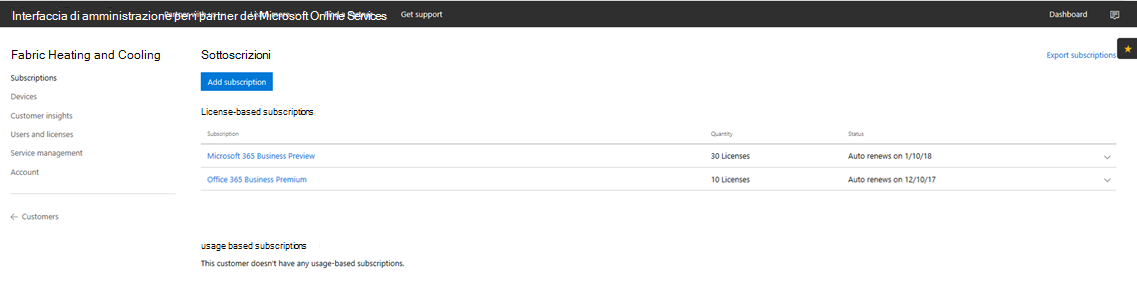 Interfaccia di amministrazione per i partner dei Microsoft Online Services
Get support
Dashboard
Fabric Heating and Cooling
Sottoscrizioni
Export subscriptions
Subscriptions
Add subscription
Devices
Customer insights
License-based subscriptions
Users and licenses
Subscription Quantity Status
Service management
Microsoft 365 Business Preview 30 Licenses Auto renews on 1/10/18
Account
Office 365 Business Premium 10 Licenses Auto renews on 12/10/17
Customers
usage based subscriptions
This customer doesn't have any usage-based subscriptions.